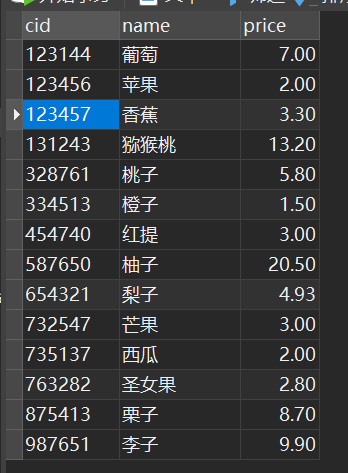 cid name price
123144 葡萄 7.00
123456 苹果 2.00
123457 香蕉 3.30
131243 猕猴桃 13.20
328761 桃子 5.80
334513 橙子 1.50
454740 红提 3.00
587650 柚子 20.50
654321 梨子 4.93
732547 芒果 3.00
735137 西瓜 2.00
763282 圣女果 2.80
875413 栗子 8.70
987651 李子 9.90